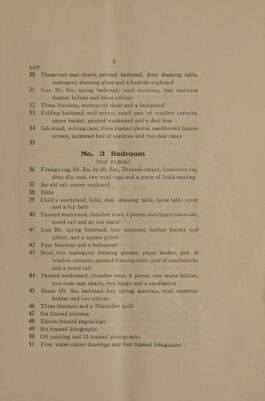 5
LOT
30 Three rush seat chairs, painted bedstead, ditto dressing table,
mahogany dressing glass and a bedside cupboard
31 Iron 3ft. 6in. spring bedstead, wool mattress, hair mattress
feather bolster and three pillows
32 Three blankets, waterproof sheet and a bedspread
33 Folding bedstead, wall mirror, small pair of window curtains,
paper basket, painted washstand and a deal box
34 Ink stand, writing case, three framed photos, needlework banner
screen, japanned box of sundries and two deal cases
35
No. 3 Bedroom
(TOP FLOOR).
36 Foreign rug, 8ft. 9in. by 2ft. 6in., Brussels carpet, Axminster rug
ditto slip mat, two wool rugs and a piece of India matting
37 An old oak corner cupboard
38 Ditto
39 Child's washstand, bidet, deal dressing table, baize table cover
and a hip bath
40 Painted washstand, chamber ware, 4 pieces, mahogany commode,
towel rail and an ink stand
41 Iron 3ft. spring bedstead, hair mattress, feather bolster and
pillow, and a square pillow
42 Four blankets and a bedspread
43 Stool, two mahogany dressing glasses, paper basket, pair of
window curtains, painted dressing table, pair of candlesticks
and a towel rail
44 Painted washstand, chamber ware, 6 pieces, two water bottles,
two rush seat chairs, two lamps and a candlestick
45 Brass 4ft. 6in. bedstead, box spring mattress, wool mattress
bolster and two pillows
46 Three blankets and a Marseilles quilt
47 Six framed pictures
48 Eleven framed engravings
49 Six framed lithographs
50 Oil painting and 15 framed photographs
51 Four water-colour drawings and four framed lithographs